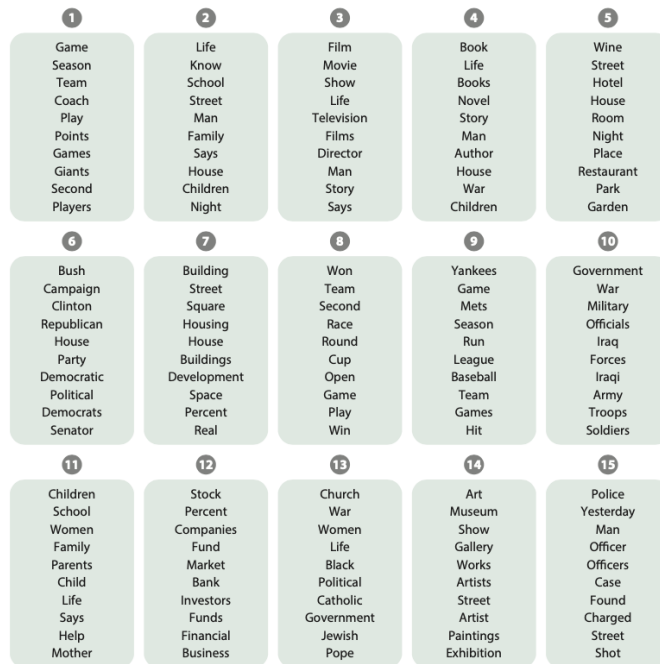 1
Game
Season
Team
Coach
Play
Points
Games
Giants
Second
Players
2
Life
Know
School
Street
Man
Family
Says
House
Children
Night
3
Film
Movie
Show
Life
Television
Films
Director
Man
Story
Says
4
Book
Life
Books
Novel
Story
Man
Author
House
War
Children
5
Wine
Street
Hotel
House
Room
Night
Place
Restaurant
Park
Garden
6
Bush
Campaign
Clinton
Republican
House
Party
Democratic
Political
Democrats
Senator
7
Building
Street
Square
Housing
House
Buildings
Development
Space
Percent
Real
8
Won
Team
Second
Race
Round
Cup
Open
Game
Play
Win
9
Yankees
Game
Mets
Season
Run
League
Baseball
Team
Games
Hit
10
Government
War
Military
Officials
Iraq
Forces
Iraqi
Army
Troops
Soldiers
11
Children
School
Women
Family
Parents
Child
Life
Says
Help
Mother
12
Stock
Percent
Companies
Fund
Market
Bank
Investors
Funds
Financial
Business
13
Church
War
Women
Life
Black
Political
Catholic
Government
Jewish
Pope
14
Art
Museum
Show
Gallery
Works
Artists
Street
Artist
Paintings
Exhibition
15
Police
Yesterday
Man
Officer
Officers
Case
Found
Charged
Street
Shot